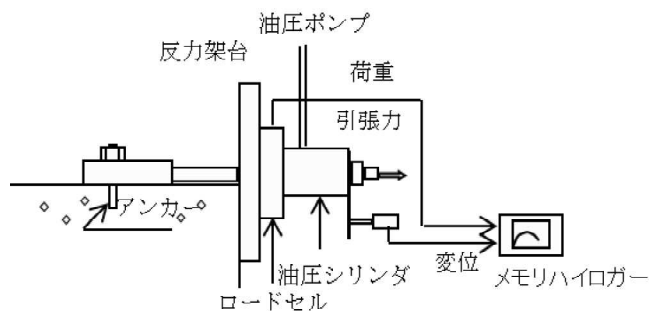 油圧ポンプ
反力架台
荷重
引張力
アンカー
変位
油圧シリンダ
メモリハイロガー
ロードセル